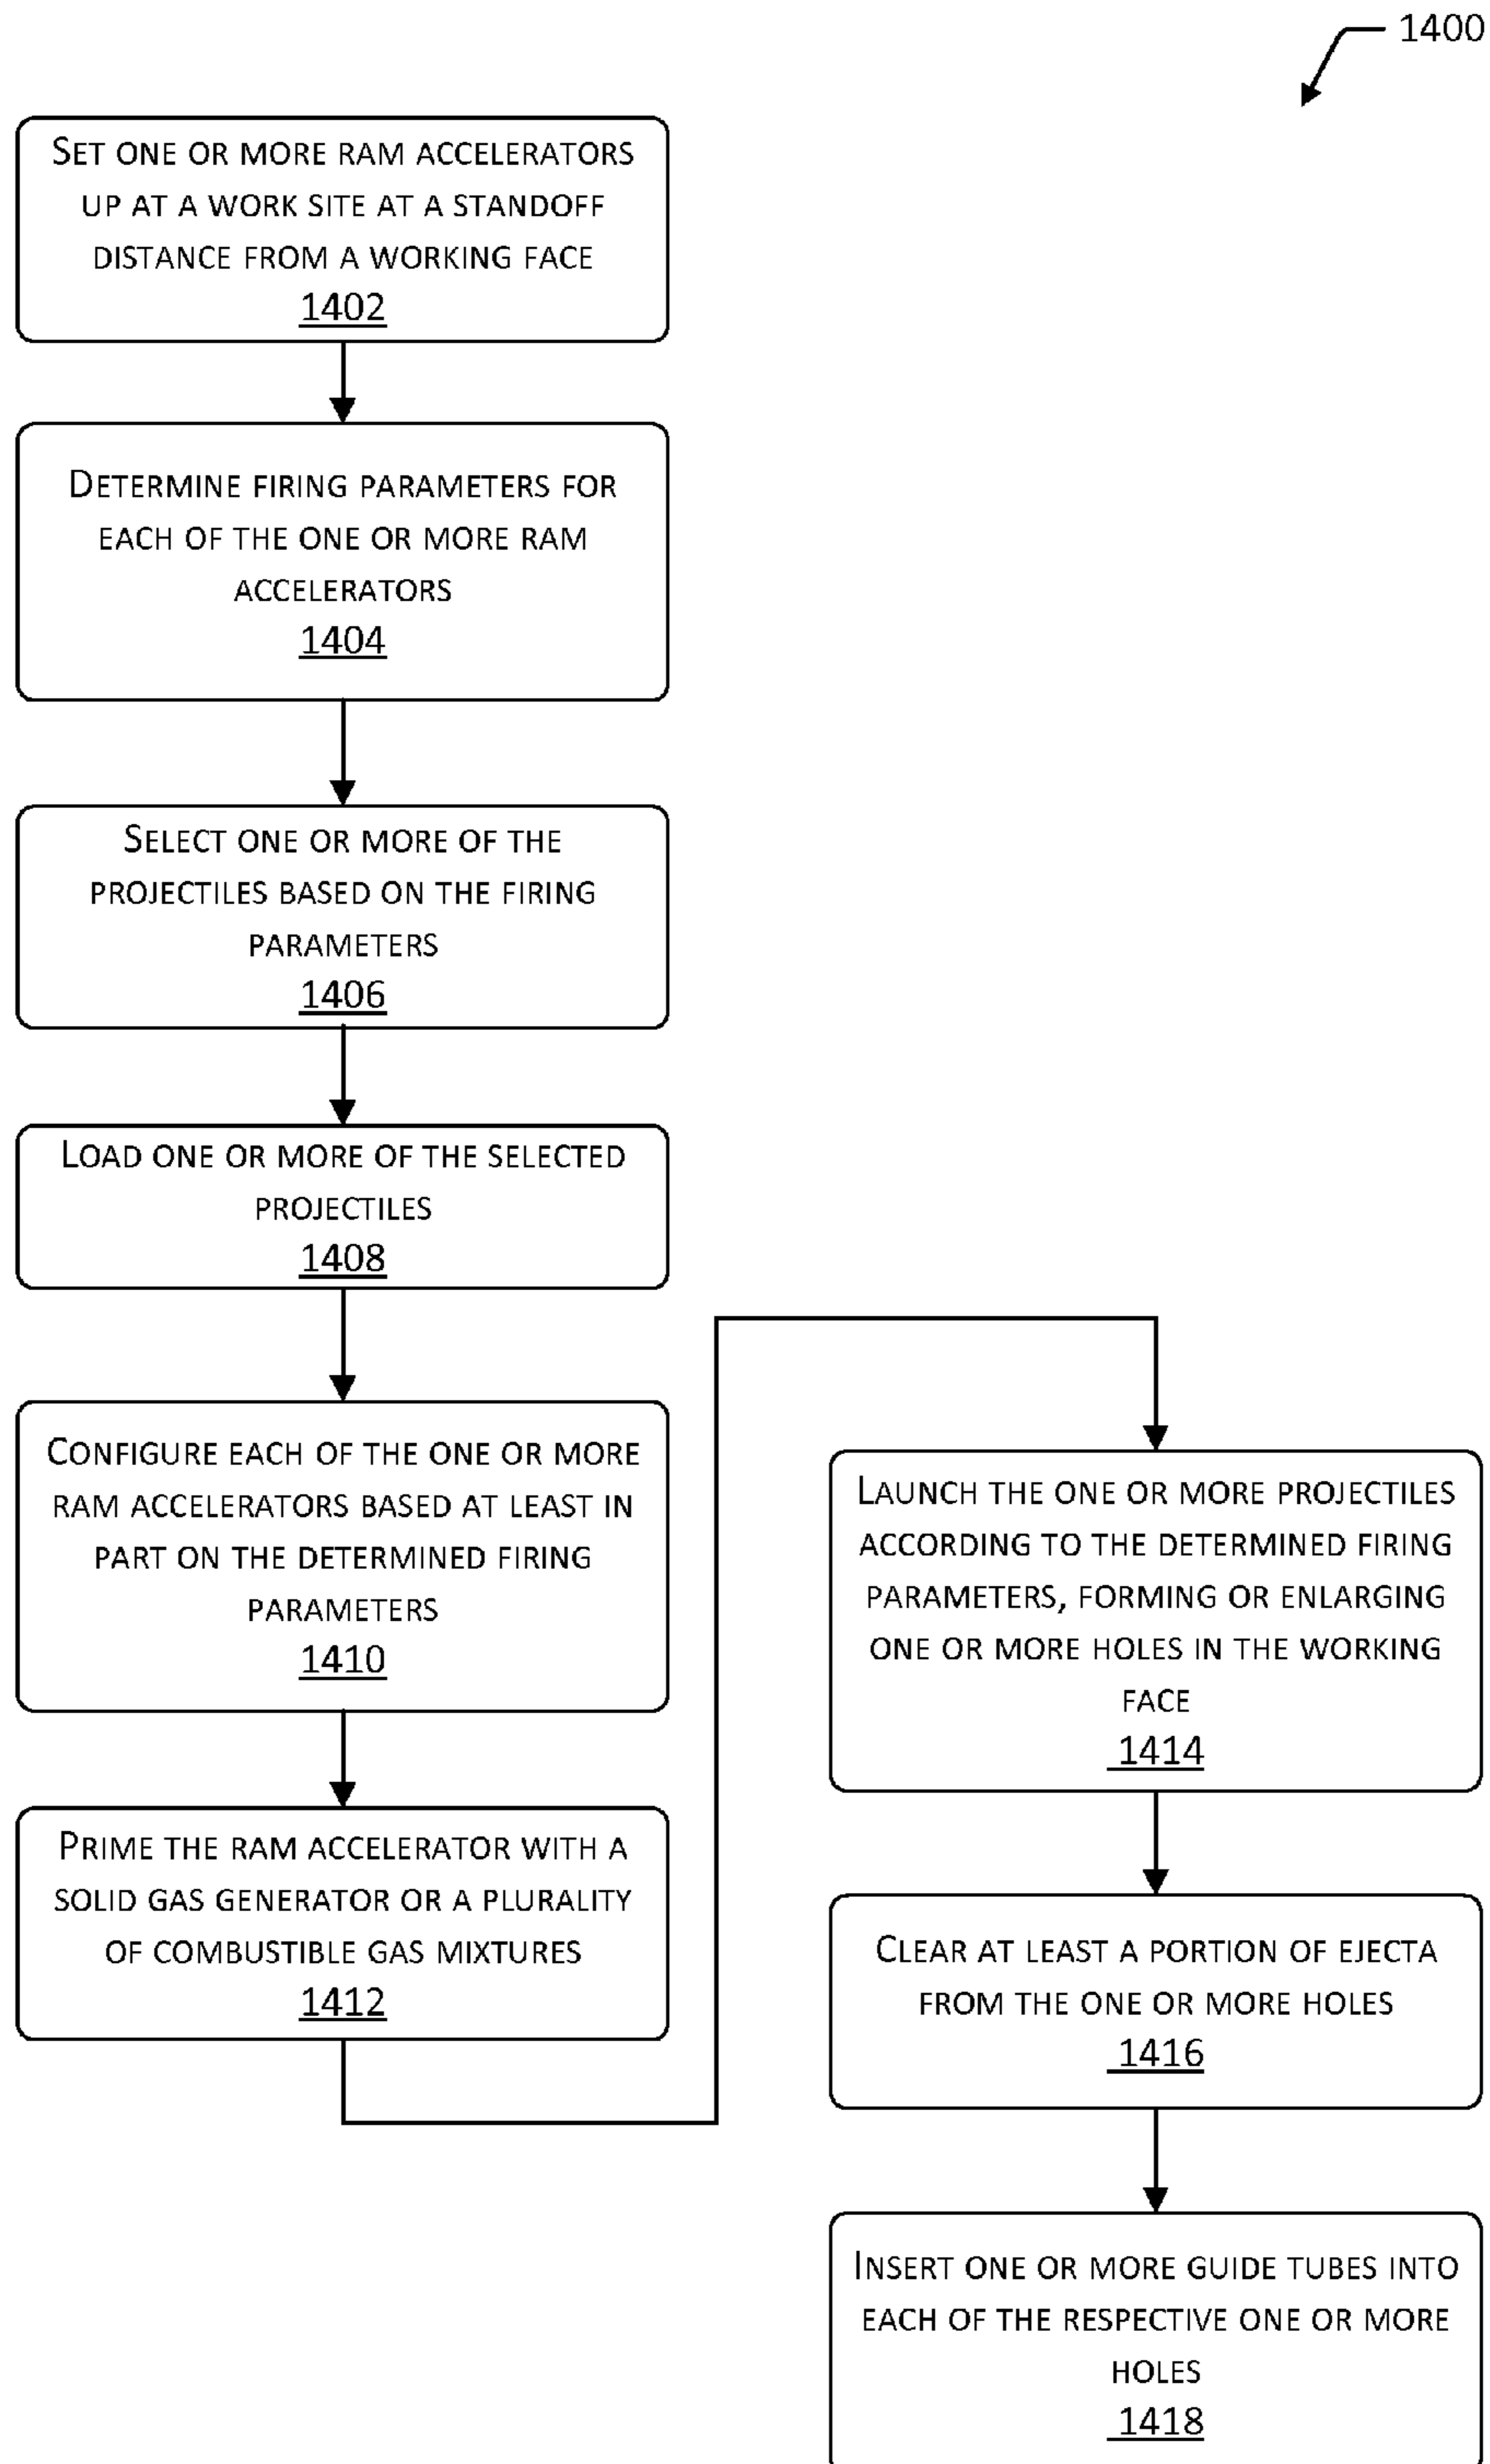 1400
SET ONE OR MORE RAM ACCELERATORS
UP AT A WORK SITE AT A STANDOFF
DISTANCE FROM A WORKING FACE
1402
DETERMINE FIRING PARAMETERS FOR
EACH OF THE ONE OR MORE RAM
ACCELERATORS
1404
SELECT ONE OR MORE OF THE
PROJECTILES BASED ON THE FIRING
PARAMETERS
1406
LOAD ONE OR MORE OF THE SELECTED
PROJECTILES
1408
CONFIGURE EACH OF THE ONE OR MORE
RAM ACCELERATORS BASED AT LEAST IN
PART ON THE DETERMINED FIRING
PARAMETERS
1410
PRIME THE RAM ACCELERATOR WITH A
SOLID GAS GENERATOR OR A PLURALITY
OF COMBUSTIBLE GAS MIXTURES
1412
LAUNCH THE ONE OR MORE PROJECTILES
ACCORDING TO THE DETERMINED FIRING
PARAMETERS, FORMING OR ENLARGING
ONE OR MORE HOLES IN THE WORKING
FACE
1414
CLEAR AT LEAST A PORTION OF EJECTA
FROM THE ONE OR MORE HOLES
1416
INSERT ONE OR MORE GUIDE TUBES INTO
EACH OF THE RESPECTIVE ONE OR MORE
HOLES
1418